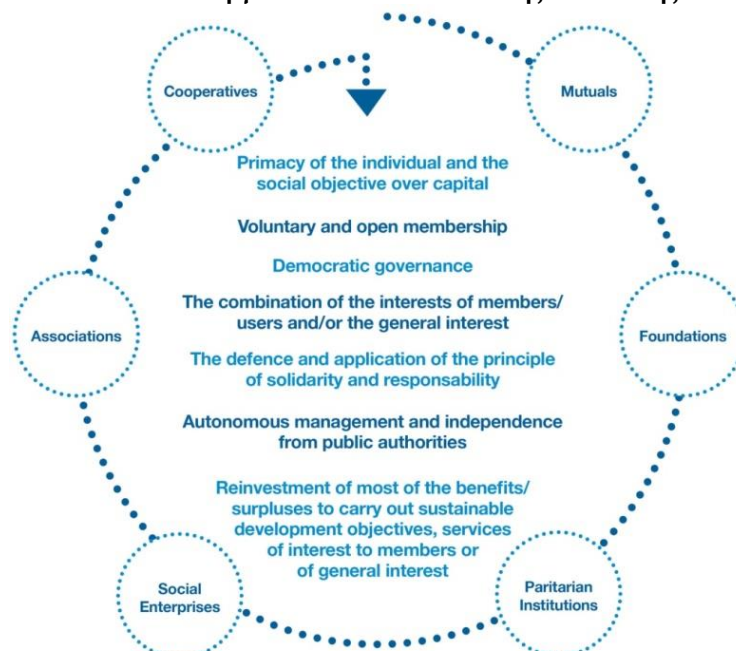 Cooperatives
Mutuals
Primacy of the individual and the
social objective over capital
Voluntary and open membership
Democratic governance
Associations
The combination of the interests of members/
users and/or the general interest
Foundations
The defence and application of the principle
of solidarity and responsability
Autonomous management and independence
from public authorities
Reinvestment of most of the benefits/
surpluses to carry out sustainable
development objectives, services
of interest to members or
of general interest
Social
Enterprises
Paritarian
Institutions